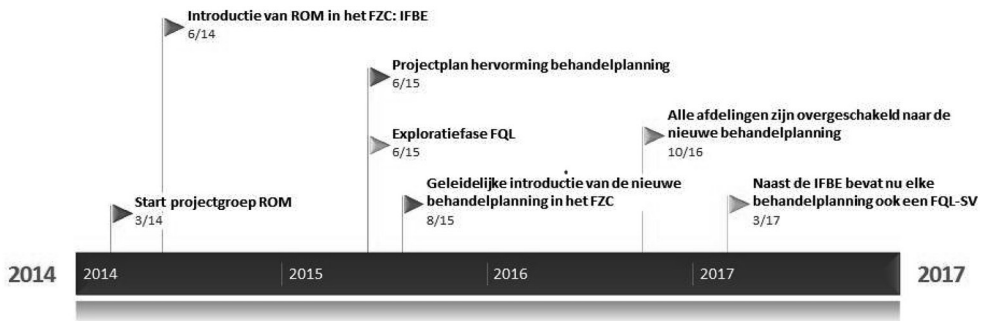 Introductie van ROM in het FZC: IFBE
6/14
Projectplan hervorming behandelplanning
6/15
Alle afdelingen zijn overgeschakeld naar de
nieuwe behandelplanning
10/16
Exploratiefase FQL
6/15
Geleidelijke introductie van de nieuwe
behandelplanning in het FZC
8/15
Naast de IFBE bevat nu elke
behandelplanning ook een FQL-SV
3/17
Start projectgroep ROM
3/14
2014
2014
2015
2016
2017
2017